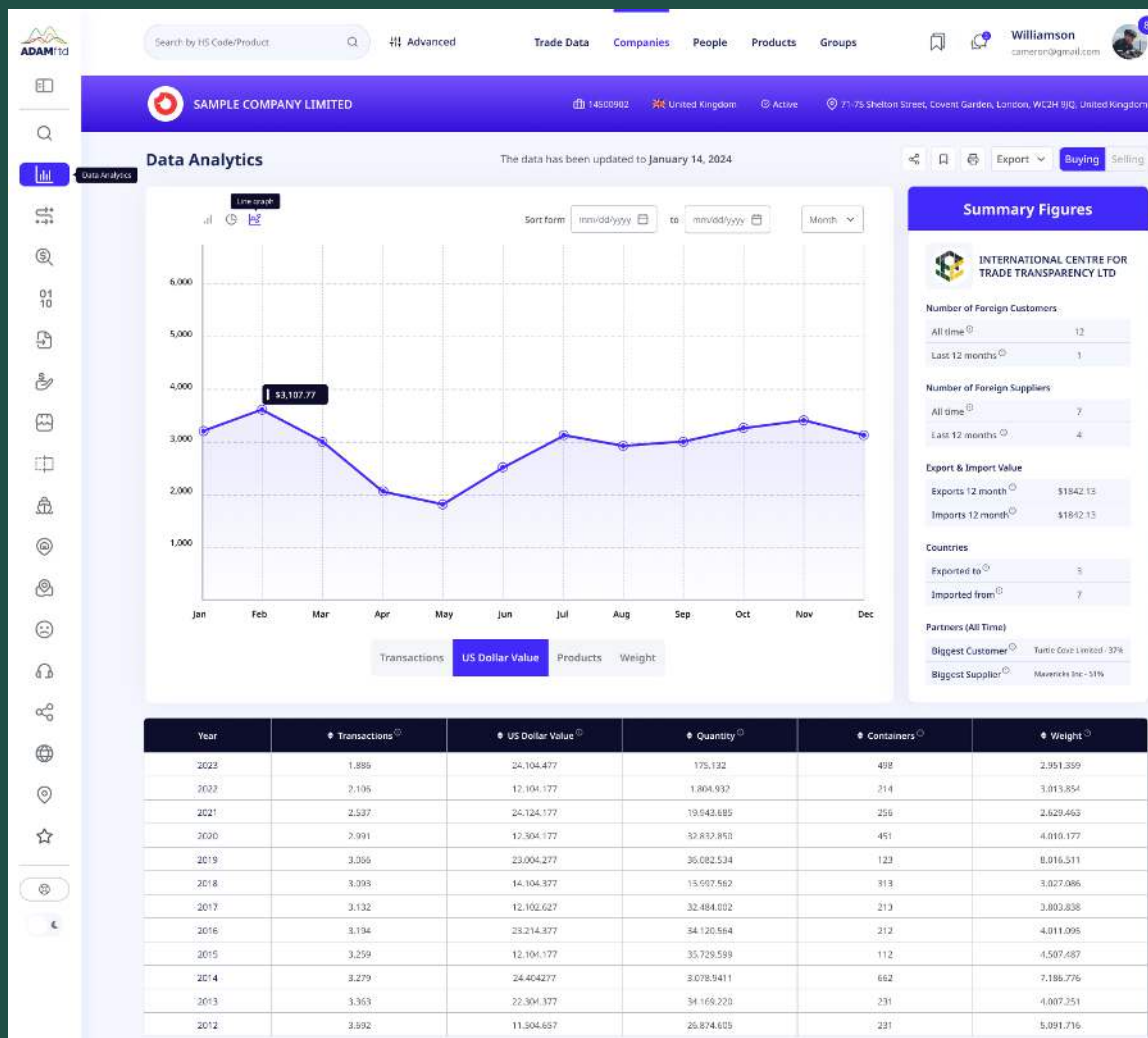 ADAMftd
Search by HS Code/Product
Advanced
Trade Data
Companies
People
Products
Groups
Williamson
cameron@gmail.com
8
SAMPLE COMPANY LIMITED
14500902
United Kingdom
Active
71-75 Shelton Street, Covent Garden, London, WC2H 9JQ, United Kingdom
Data Analytics
Data Analytics
The data has been updated to January 14, 2024
Export
Buying
Selling
Line graph
Sort form mm/dd/yyyy to mm/dd/yyyy
Month
6,000
5,000
4,000
3,000
2,000
1,000
$3,107.77
Jan Feb Mar Apr May Jun Jul Aug Sep Oct Nov Dec
Transactions US Dollar Value Products Weight
Summary Figures
INTERNATIONAL CENTRE FOR
TRADE TRANSPARENCY LTD
Number of Foreign Customers
All time 12
Last 12 months 1
Number of Foreign Suppliers
All time 7
Last 12 months 4
Export & Import Value
Exports 12 month $1842.13
Imports 12 month $1842.13
Countries
Exported to 3
Imported from 7
Partners (All Time)
Biggest Customer Turtle Cove Limited - 37%
Biggest Supplier Mavericks Inc - 51%
Year Transactions US Dollar Value Quantity Containers Weight
2023 1.886 24.104.477 175.132 498 2.951.359
2022 2.106 12.104.177 1.804.932 214 3.013.854
2021 2.537 24.124.177 19.943.685 256 2.629.463
2020 2.991 12.304.177 32.832.850 451 4.010.177
2019 3.066 23.004.277 36.082.534 123 8.016.511
2018 3.093 14.104.377 15.997.562 313 3.027.086
2017 3.132 12.102.627 32.484.002 213 3.803.838
2016 3.194 23.214.377 34.120.564 212 4.011.095
2015 3.259 12.104.177 35.729.599 112 4,507.487
2014 3.279 24.404277 3.078.9411 662 7.186.776
2013 3.363 22.304.377 34.169.220 231 4.007.251
2012 3.692 11.504.657 26.874.605 231 5,091.716
01
10